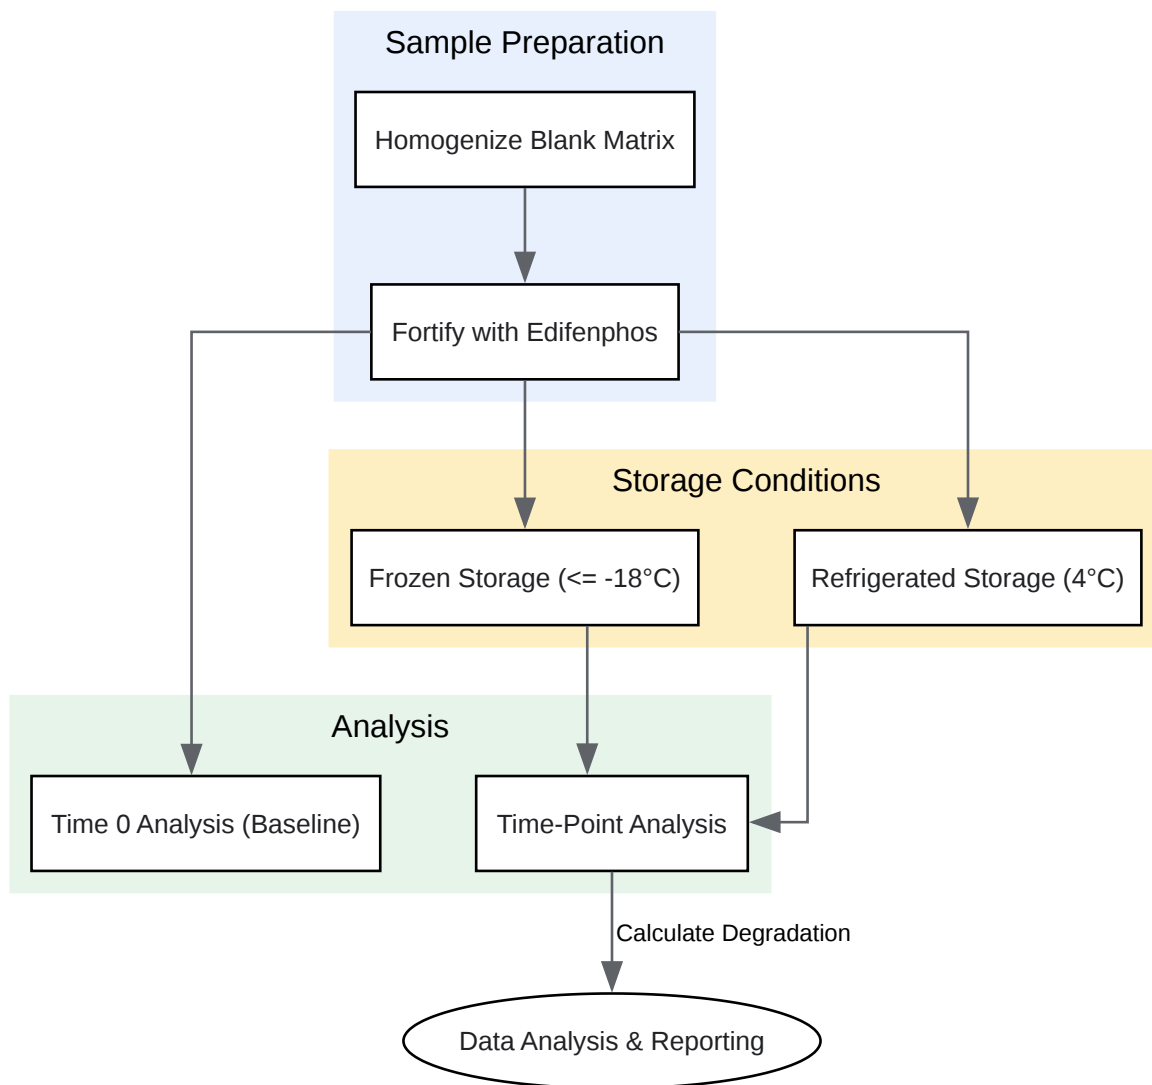 Sample Preparation
Homogenize Blank Matrix
Fortify with Edifenphos
Storage Conditions
Frozen Storage (<= -18°C)
Refrigerated Storage (4°C)
Analysis
Time 0 Analysis (Baseline)
Time-Point Analysis
Calculate Degradation
Data Analysis & Reporting